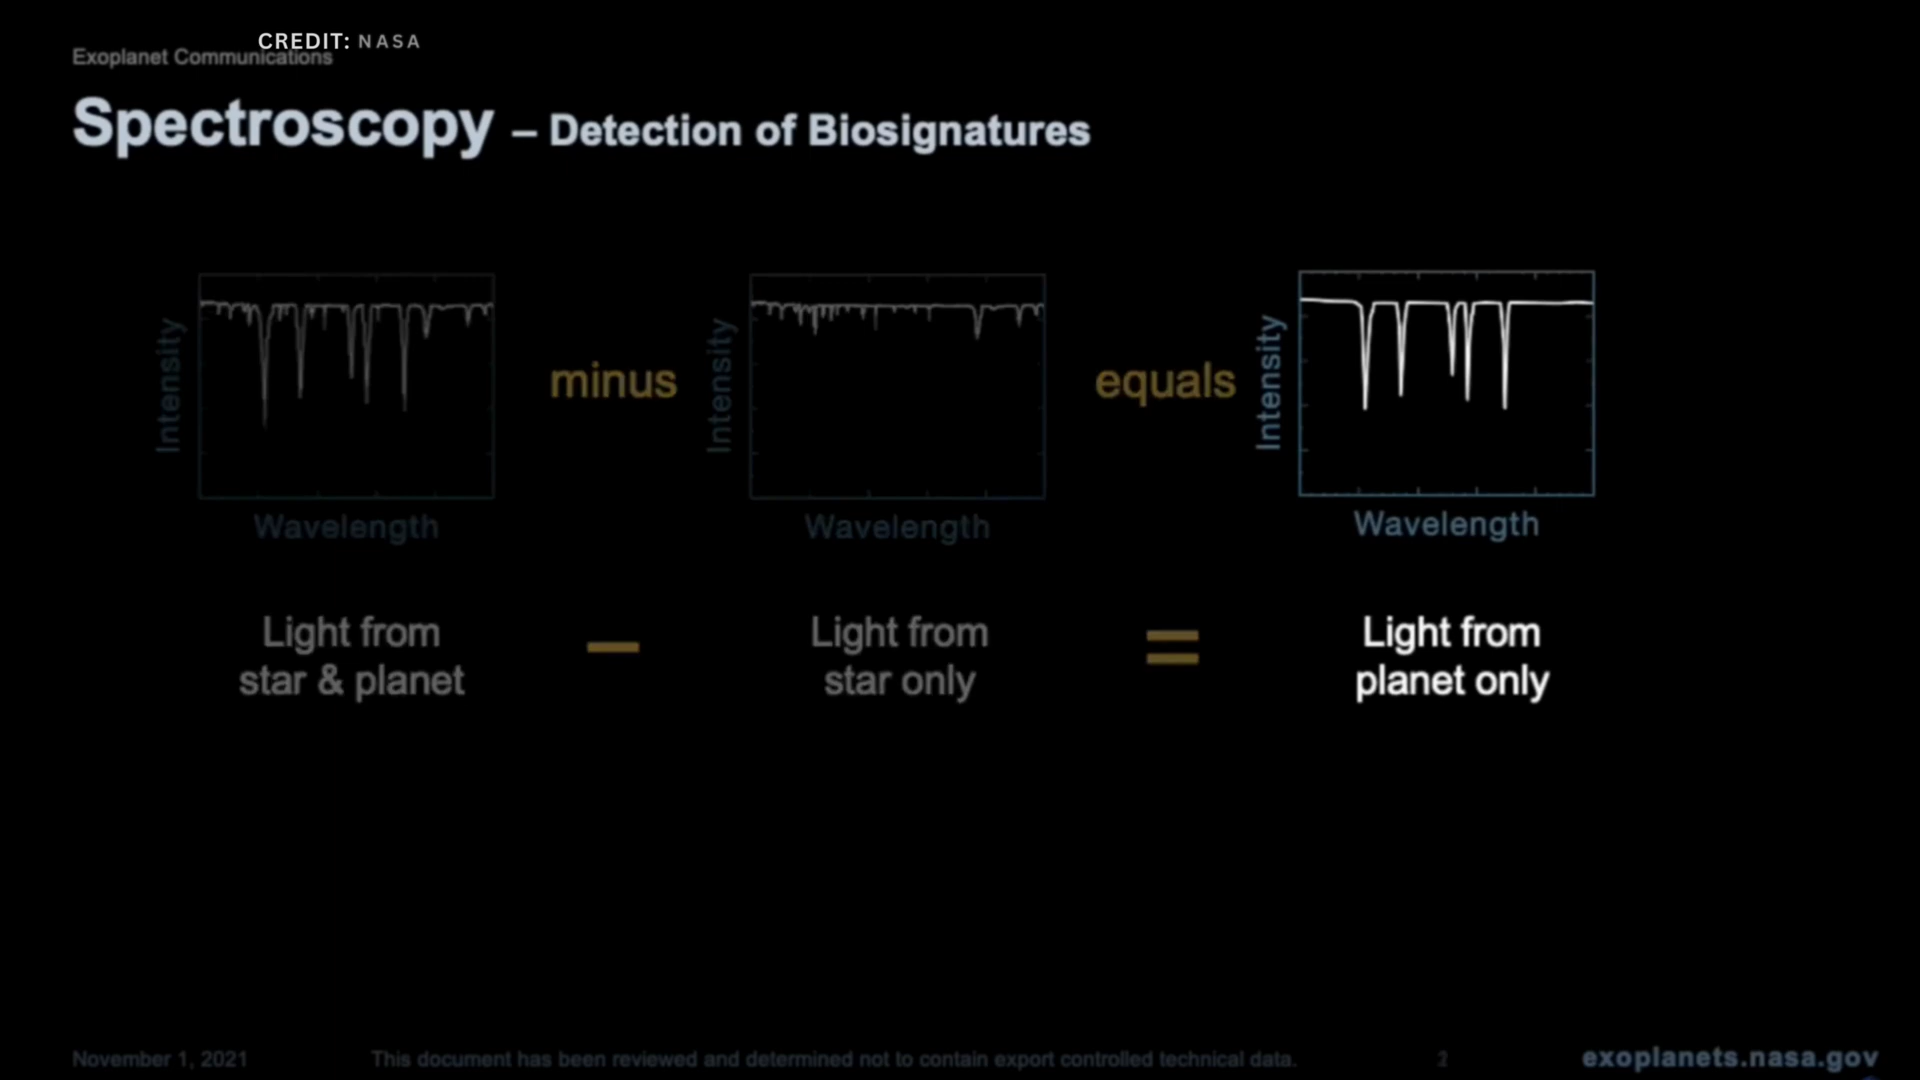 CREDIT: NASA
Exoplanet Communications
Spectroscopy – Detection of Biosignatures
Intensity
Wavelength
minus
Intensity
Wavelength
equals
Intensity
Wavelength
Light from
star & planet
–
Light from
star only
=
Light from
planet only
November 1, 2021
This document has been reviewed and determined not to contain export controlled technical data.
2
exoplanets.nasa.gov